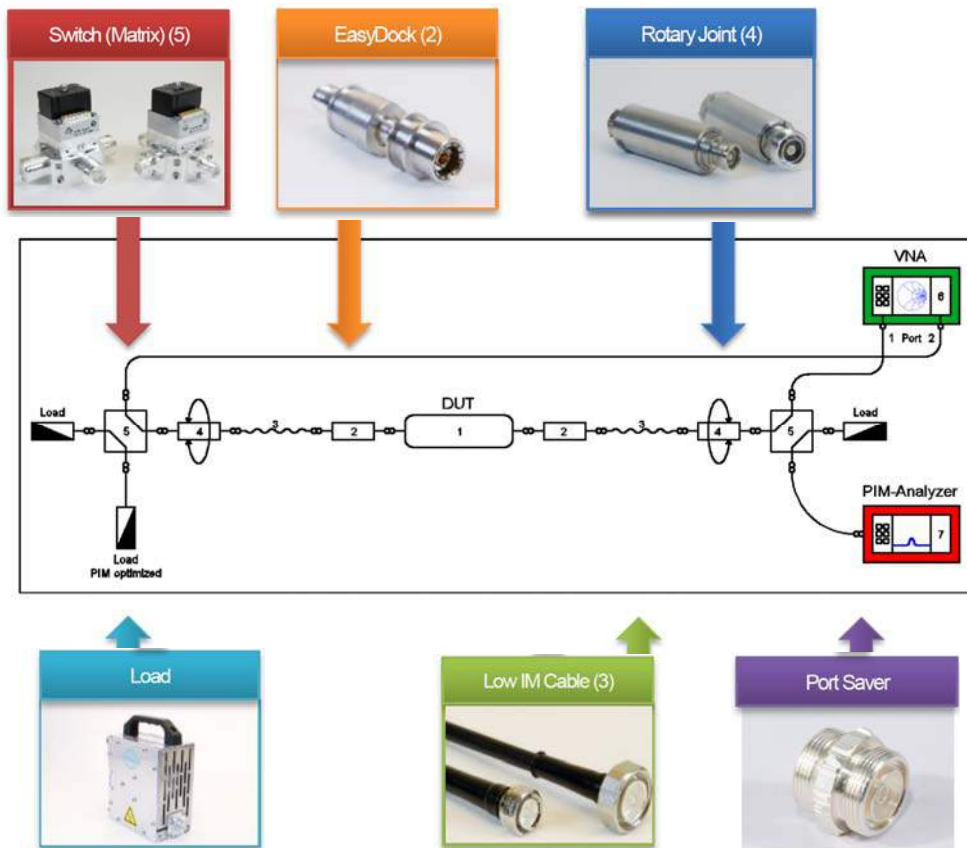 Switch (Matrix) (5)
EasyDock (2)
Rotary Joint (4)
VNA
6
1 Port 2
Load
5
4
3
2
DUT
1
2
3
4
5
Load
PIM-Analyzer
7
Load
PIM optimized
Load
Low IM Cable (3)
Port Saver